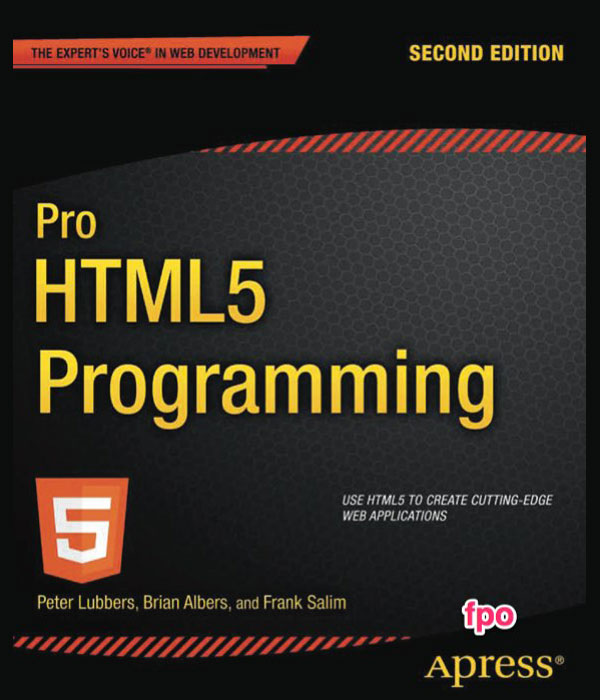 THE EXPERT'S VOICE® IN WEB DEVELOPMENT
SECOND EDITION
Pro
HTML5
Programming
5
USE HTML5 TO CREATE CUTTING-EDGE
WEB APPLICATIONS
Peter Lubbers, Brian Albers, and Frank Salim
fpo
Apress®